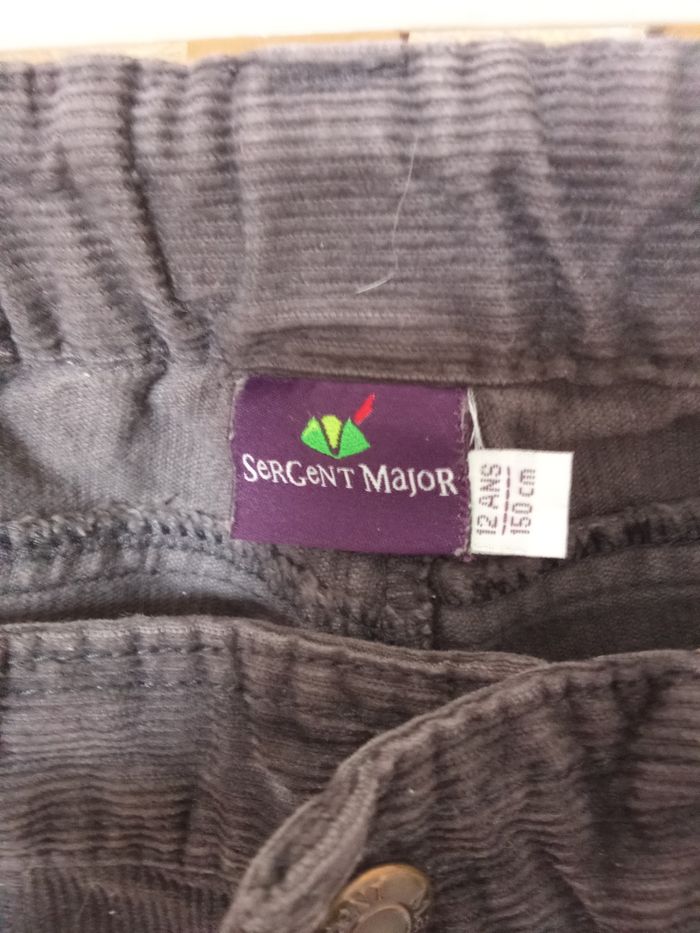 SeRGeNT MajoR
12 ANS
150 cm